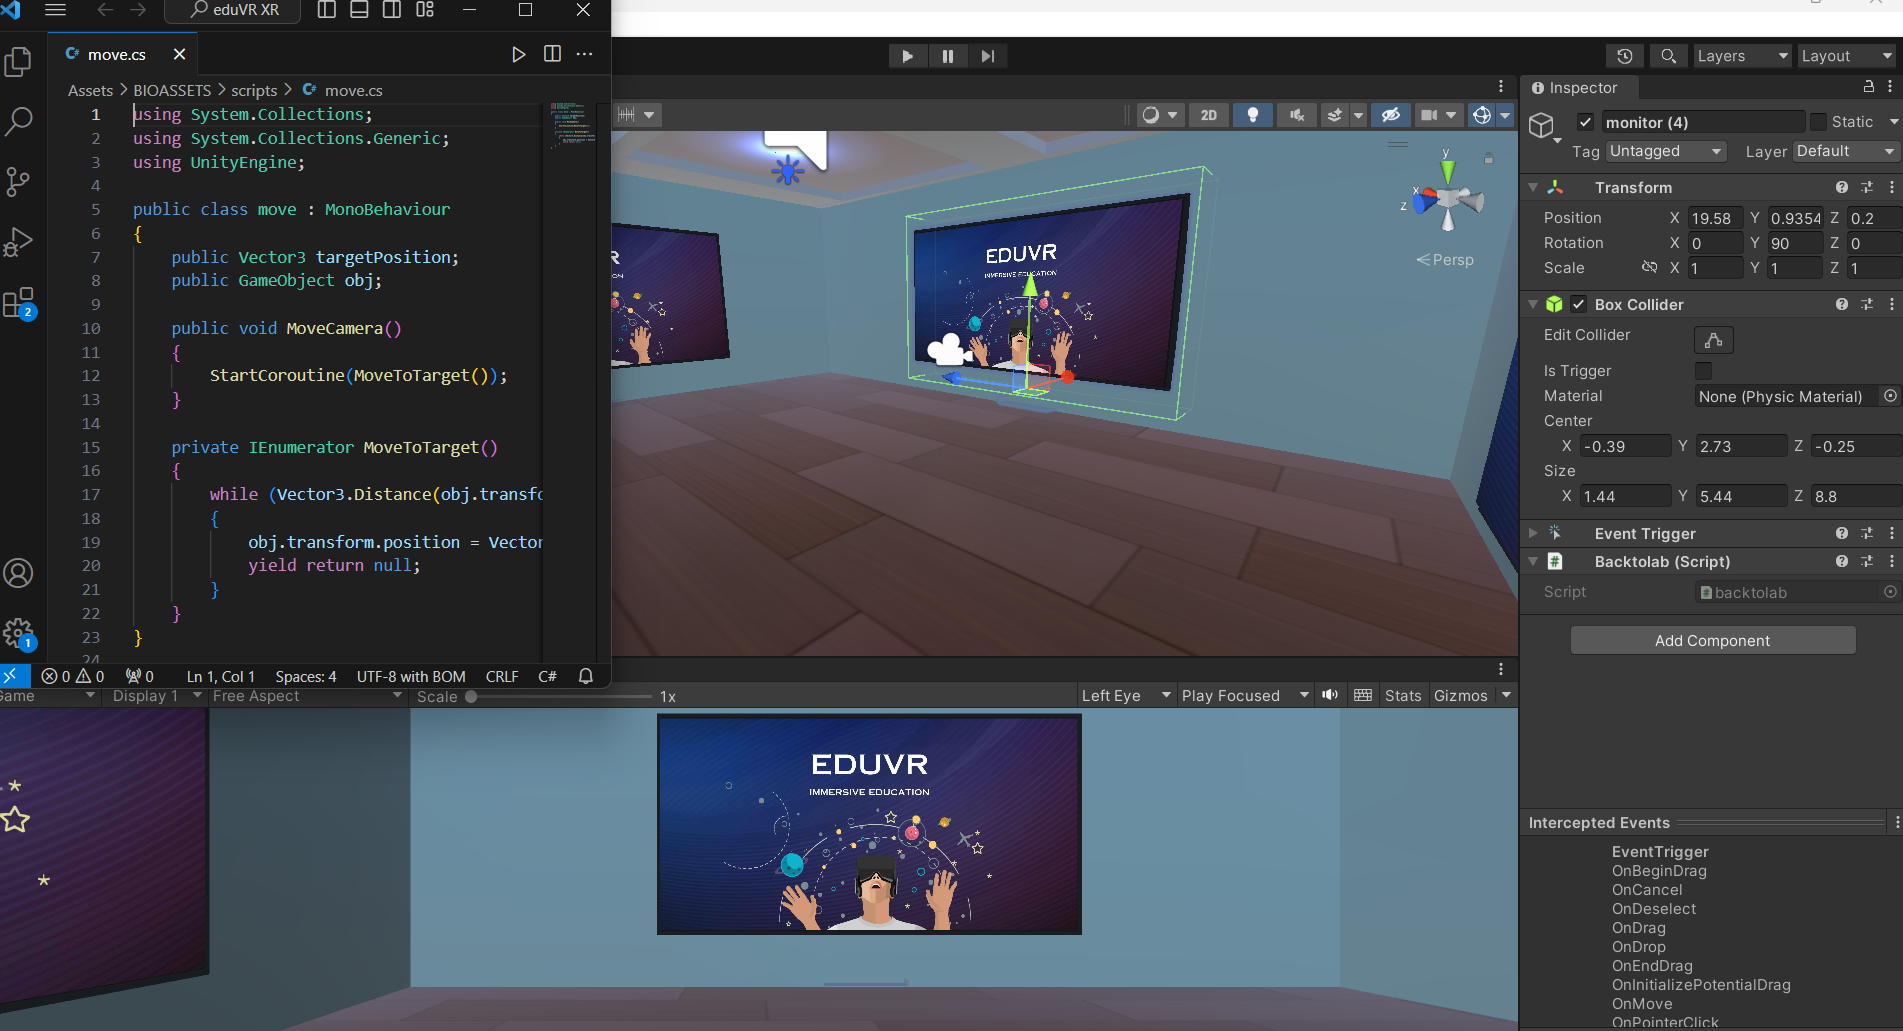 eduVR XR
move.cs
Assets > BIOASSETS > scripts > move.cs
1 using System.Collections;
2 using System.Collections.Generic;
3 using UnityEngine;
4
5 public class move : MonoBehaviour
6 {
7 public Vector3 targetPosition;
8 public GameObject obj;
9
10 public void MoveCamera()
11 {
12 StartCoroutine(MoveToTarget());
13 }
14
15 private IEnumerator MoveToTarget()
16 {
17 while (Vector3.Distance(obj.transfo
18 {
19 obj.transform.position = Vector
20 yield return null;
21 }
22 }
23 }
24
2
1
0 0 0 Ln 1, Col 1 Spaces: 4 UTF-8 with BOM CRLF C#
Layers Layout
2D
y
x
z
Persp
EDUVR
IMMERSIVE EDUCATION
Game Display 1 Free Aspect Scale 1x Left Eye Play Focused Stats Gizmos
EDUVR
IMMERSIVE EDUCATION
Inspector
monitor (4) Static
Tag Untagged Layer Default
Transform
Position X 19.58 Y 0.9354 Z 0.2
Rotation X 0 Y 90 Z 0
Scale X 1 Y 1 Z 1
Box Collider
Edit Collider
Is Trigger
Material None (Physic Material)
Center
X -0.39 Y 2.73 Z -0.25
Size
X 1.44 Y 5.44 Z 8.8
Event Trigger
# Backtolab (Script)
Script backtolab
Add Component
Intercepted Events
EventTrigger
OnBeginDrag
OnCancel
OnDeselect
OnDrag
OnDrop
OnEndDrag
OnInitializePotentialDrag
OnMove
OnPointerClick